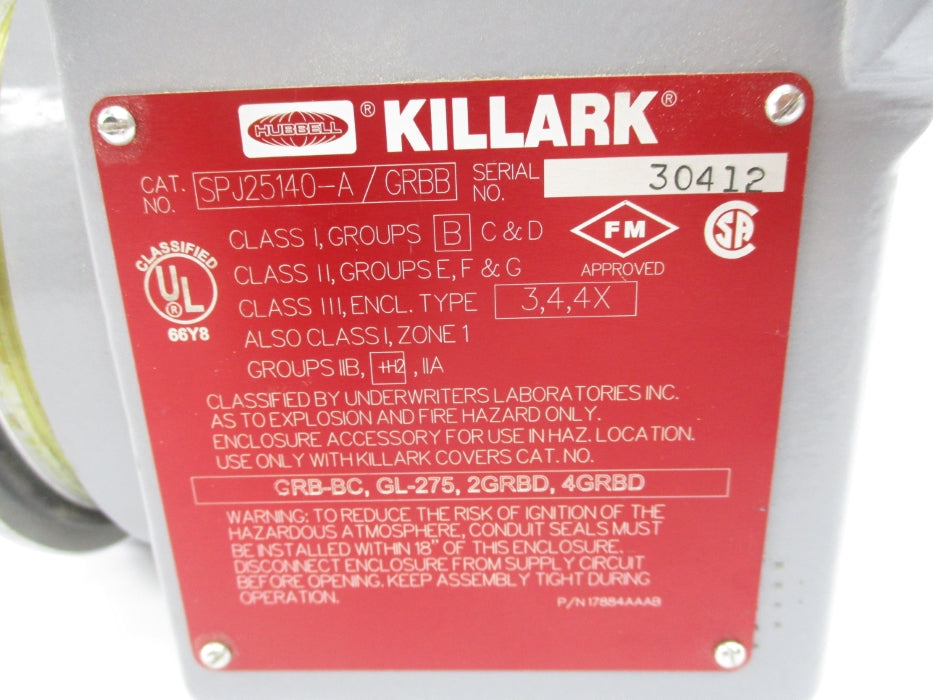 HUBBELL ® KILLARK®
CAT. NO. SPJ25140-A / GRBB SERIAL NO. 30412
CLASS I, GROUPS B C & D
FM APPROVED
CSA
CLASS II, GROUPS E, F & G
CLASSIFIED UL ® 66Y8
CLASS III, ENCL. TYPE 3,4,4X
ALSO CLASS I, ZONE 1
GROUPS IIB, +H2, IIA
CLASSIFIED BY UNDERWRITERS LABORATORIES INC.
AS TO EXPLOSION AND FIRE HAZARD ONLY.
ENCLOSURE ACCESSORY FOR USE IN HAZ. LOCATION.
USE ONLY WITH KILLARK COVERS CAT. NO.
GRB-BC, GL-275, 2GRBD, 4GRBD
WARNING: TO REDUCE THE RISK OF IGNITION OF THE
HAZARDOUS ATMOSPHERE, CONDUIT SEALS MUST
BE INSTALLED WITHIN 18" OF THIS ENCLOSURE.
DISCONNECT ENCLOSURE FROM SUPPLY CIRCUIT
BEFORE OPENING. KEEP ASSEMBLY TIGHT DURING
OPERATION.
P/N 17884AAAB